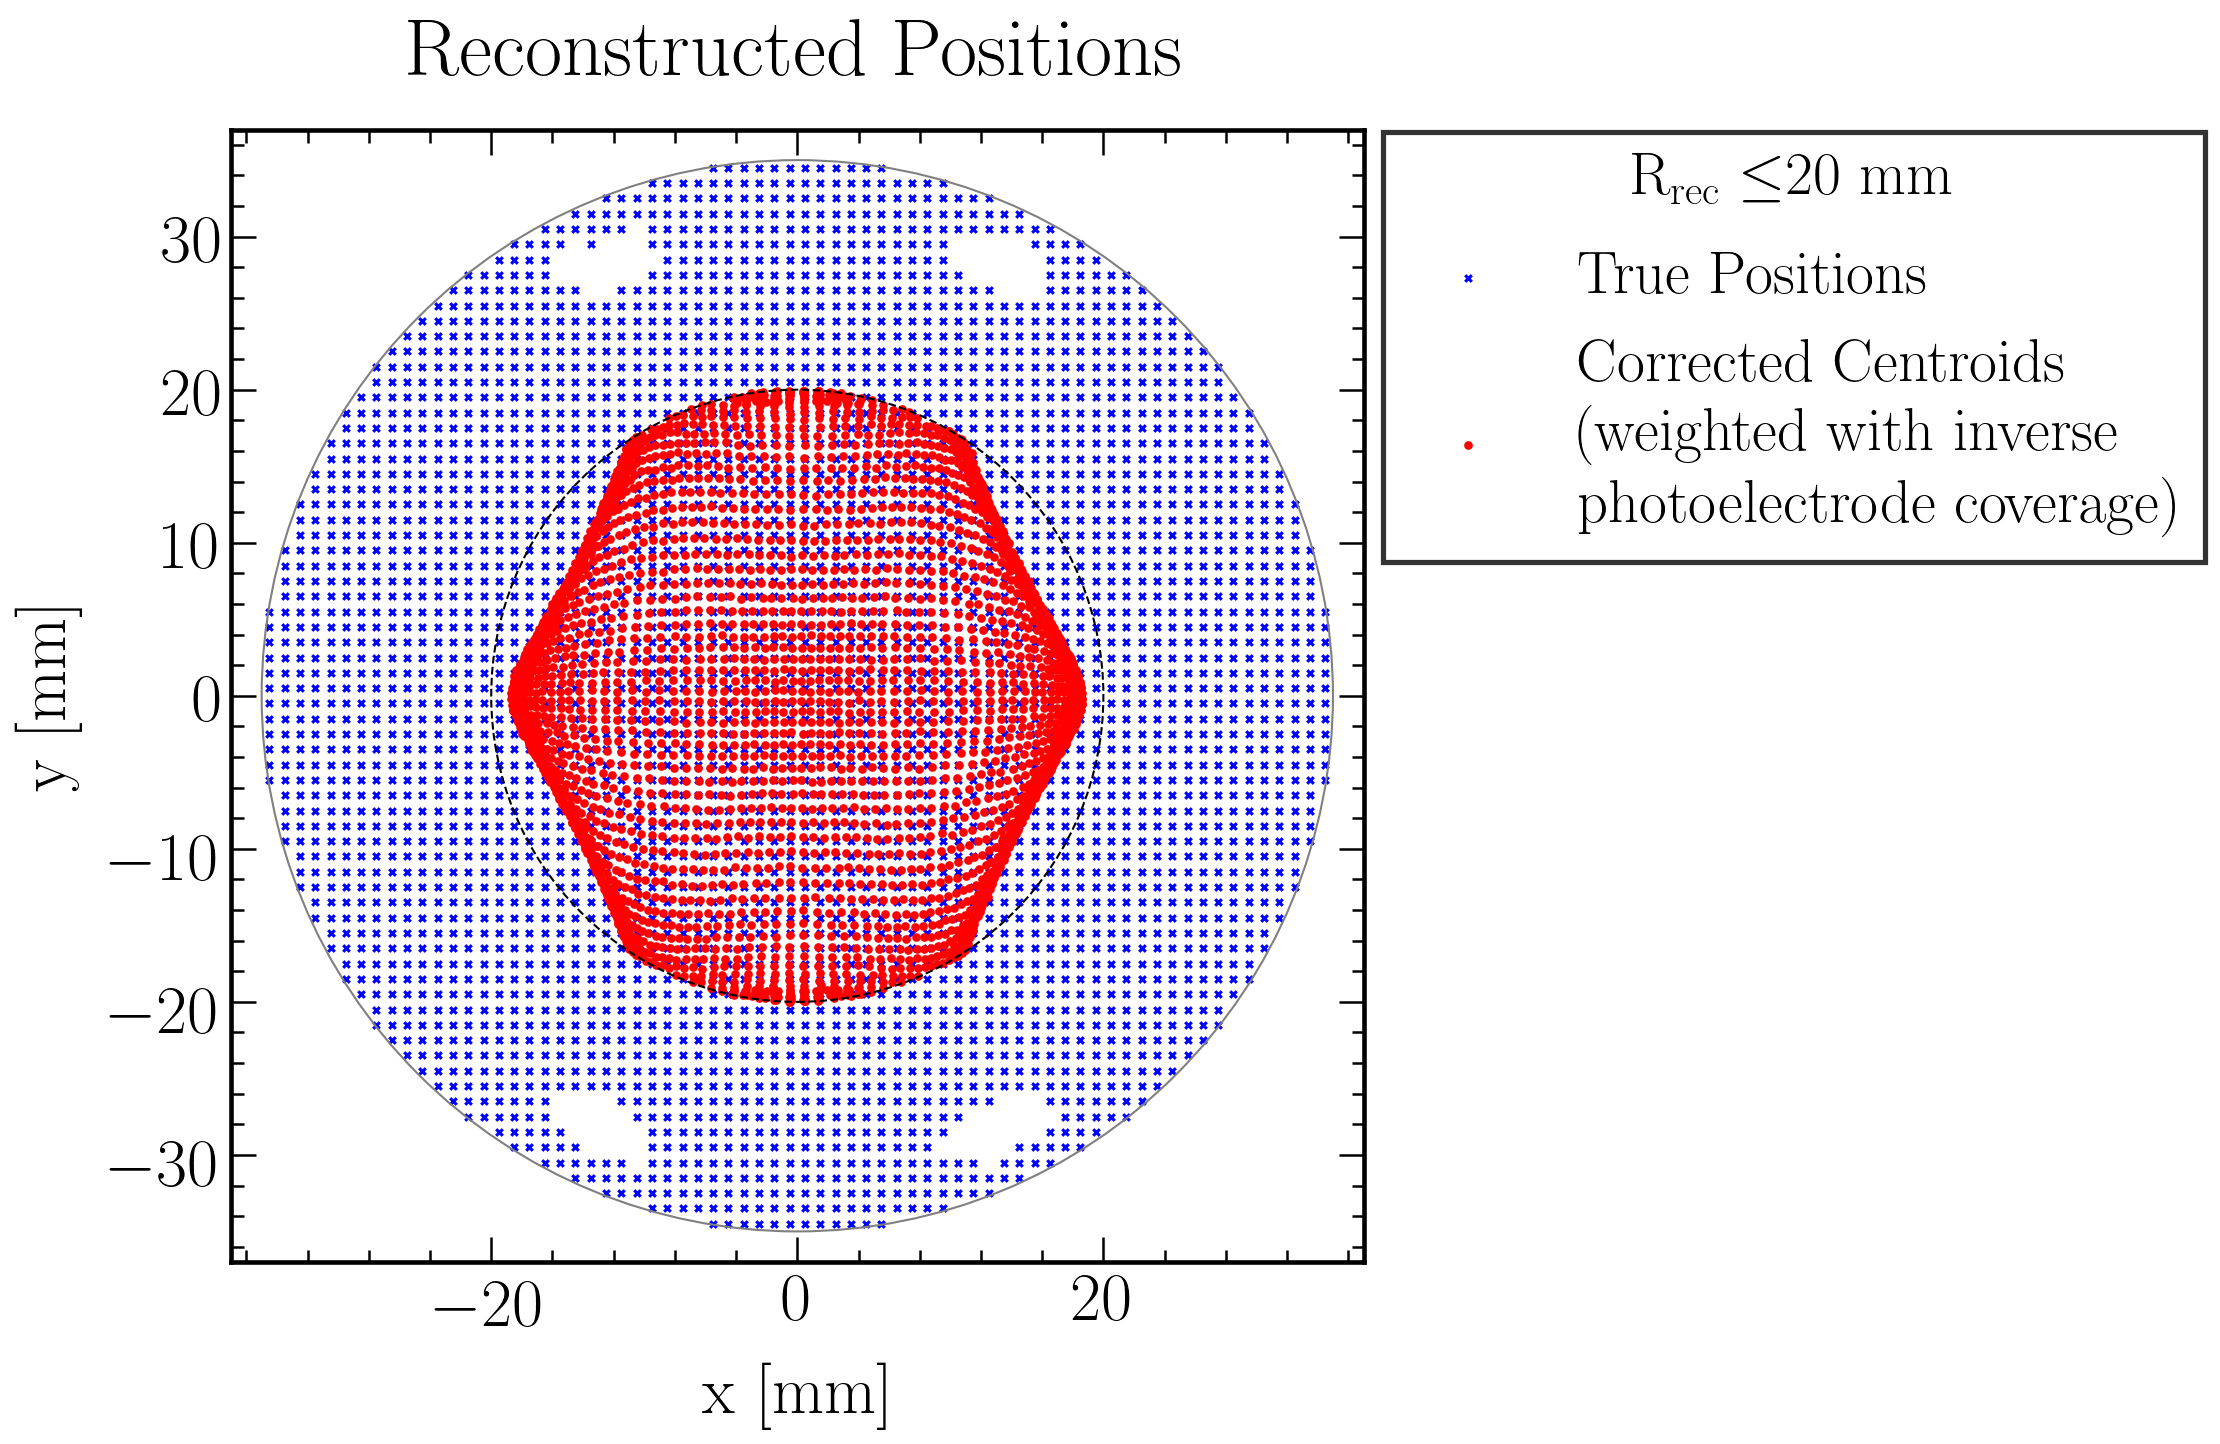 Reconstructed Positions
R_rec ≤20 mm
True Positions
Corrected Centroids
(weighted with inverse
photoelectrode coverage)
y [mm]
30
20
10
0
−10
−20
−30
−20 0 20
x [mm]